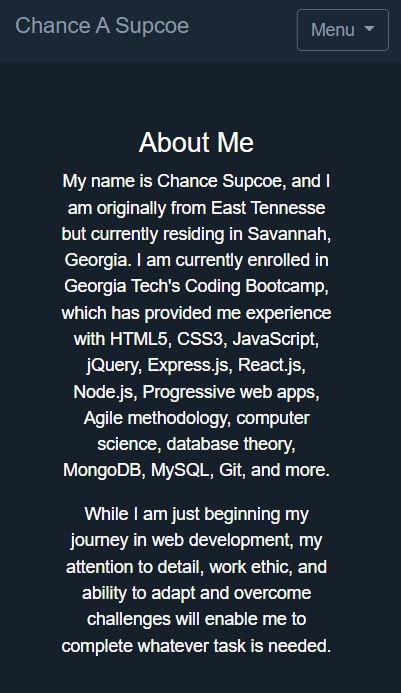 Chance A Supcoe
Menu
About Me
My name is Chance Supcoe, and I
am originally from East Tennesse
but currently residing in Savannah,
Georgia. I am currently enrolled in
Georgia Tech's Coding Bootcamp,
which has provided me experience
with HTML5, CSS3, JavaScript,
jQuery, Express.js, React.js,
Node.js, Progressive web apps,
Agile methodology, computer
science, database theory,
MongoDB, MySQL, Git, and more.
While I am just beginning my
journey in web development, my
attention to detail, work ethic, and
ability to adapt and overcome
challenges will enable me to
complete whatever task is needed.